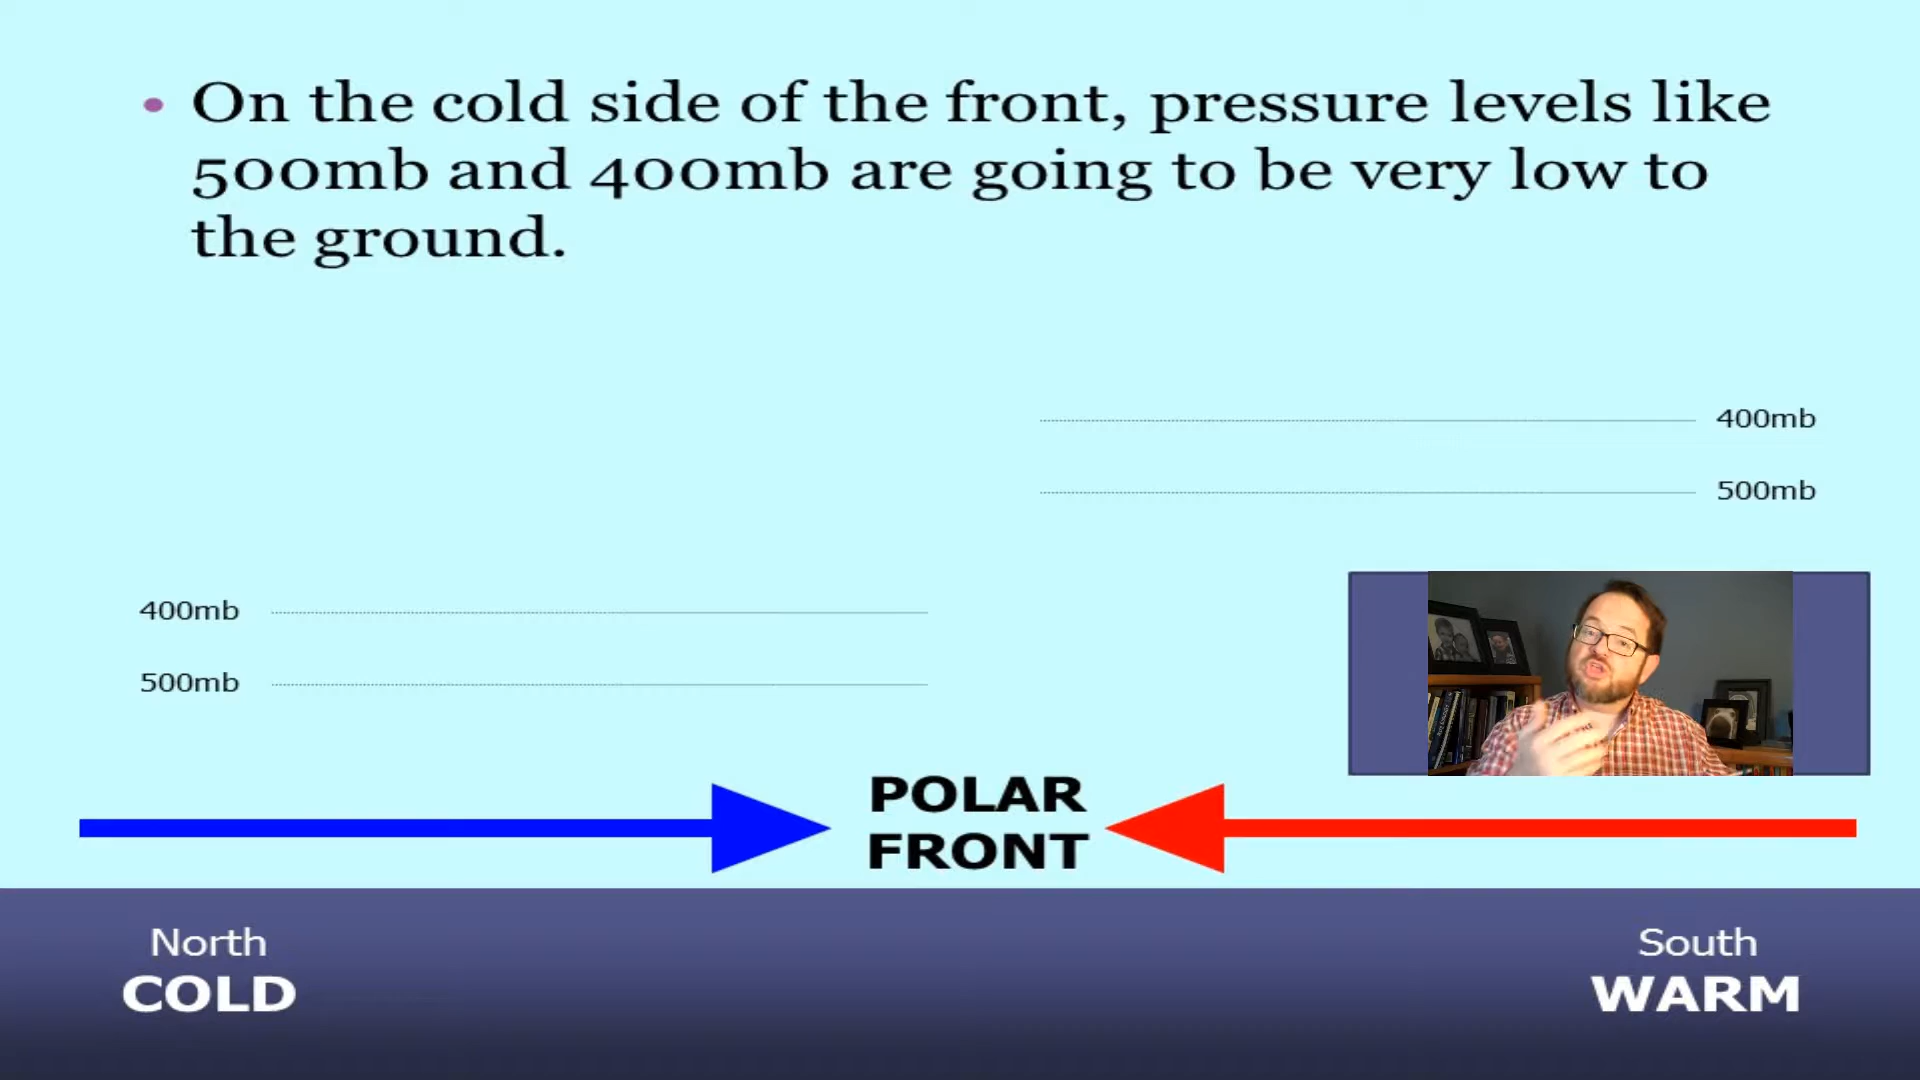 • On the cold side of the front, pressure levels like
500mb and 400mb are going to be very low to
the ground.
400mb
500mb
400mb
500mb
POLAR
FRONT
North
COLD
South
WARM